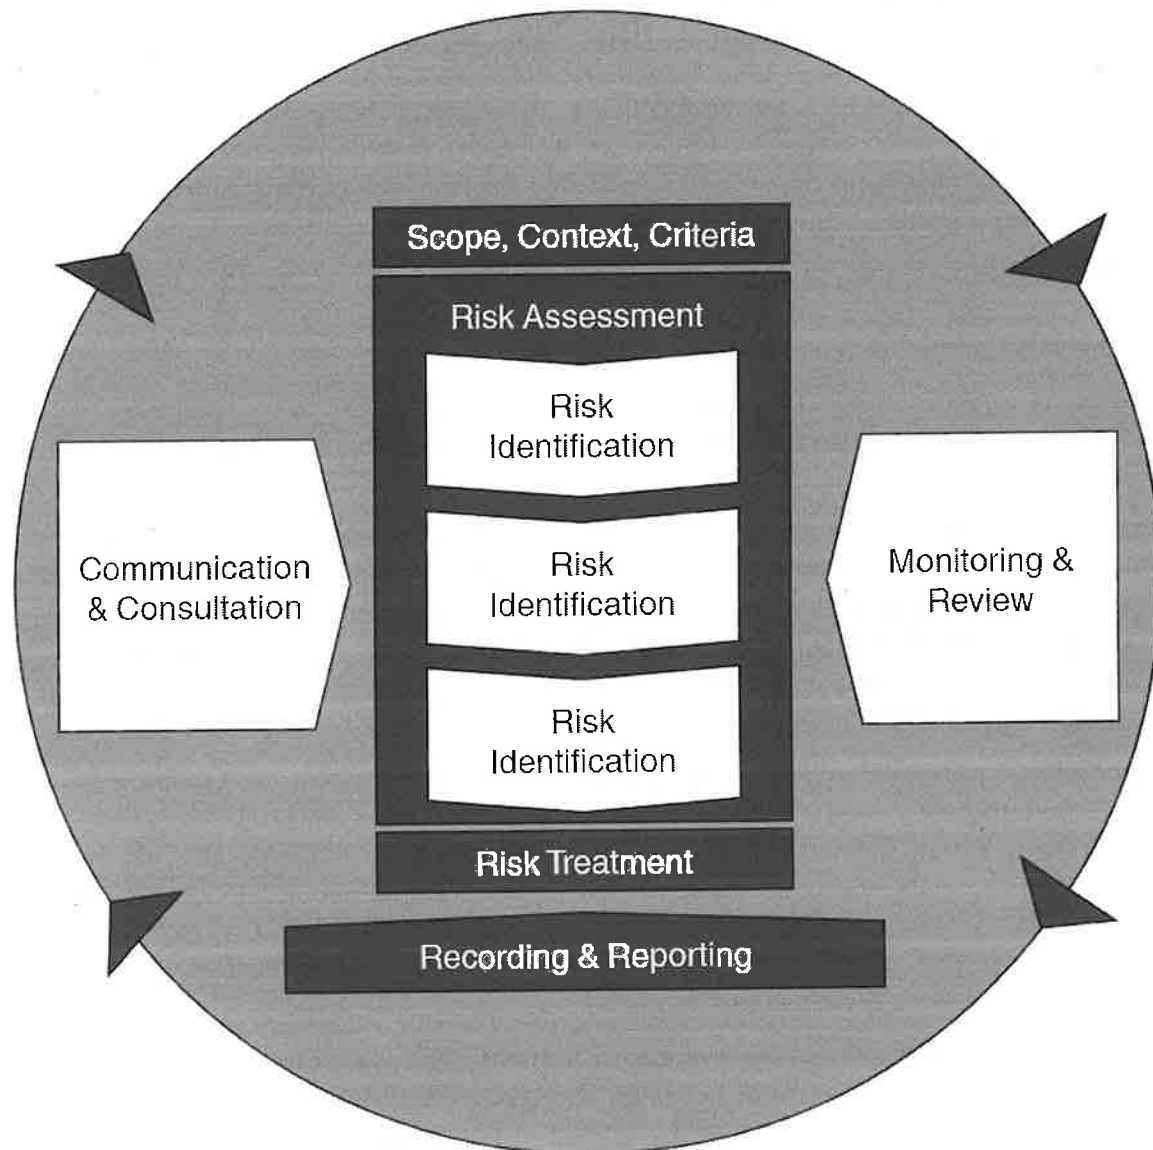 Scope, Context, Criteria
Risk Assessment
Risk
Identification
Risk
Identification
Risk
Identification
Communication
& Consultation
Monitoring &
Review
Risk Treatment
Recording & Reporting